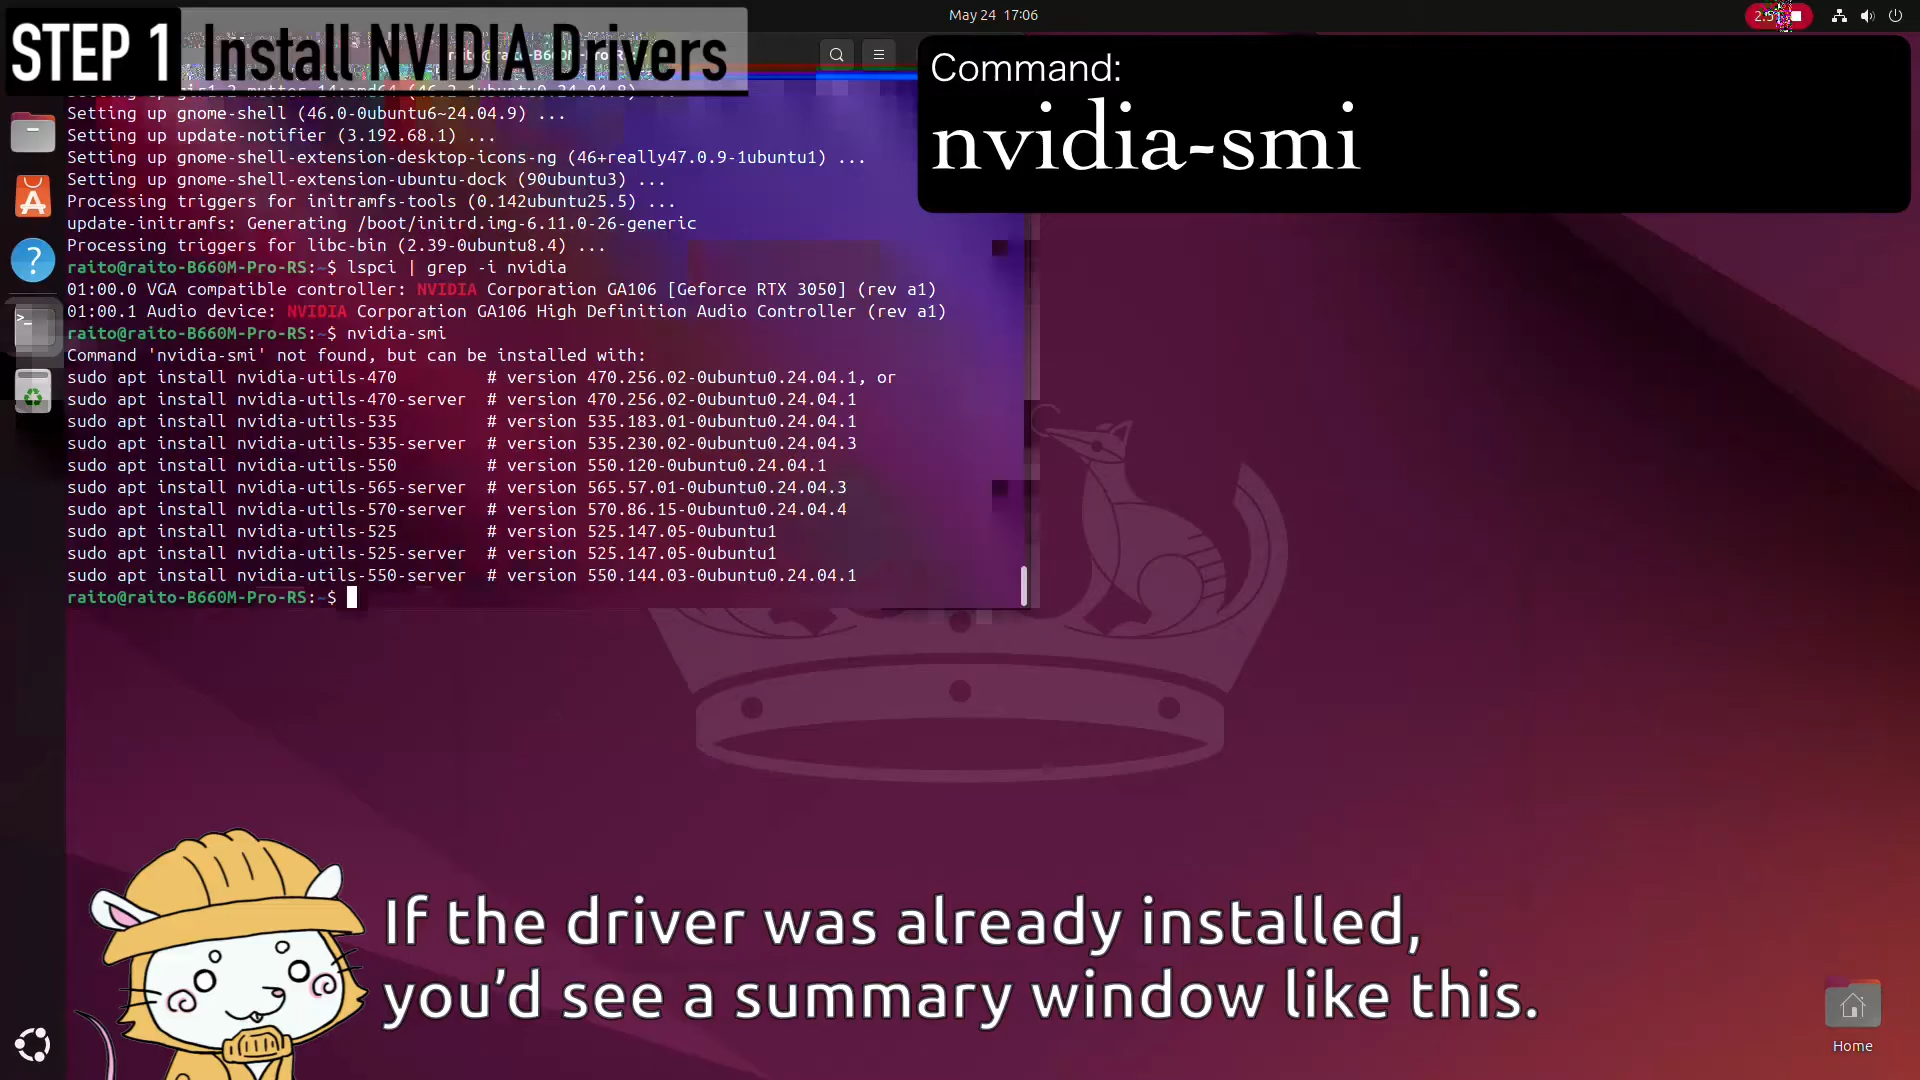 May 24 17:06
STEP 1 Install NVIDIA Drivers
Command:
nvidia-smi
Setting up gnome-shell (46.0-0ubuntu6~24.04.9) ...
Setting up update-notifier (3.192.68.1) ...
Setting up gnome-shell-extension-desktop-icons-ng (46+really47.0.9-1ubuntu1) ...
Setting up gnome-shell-extension-ubuntu-dock (90ubuntu3) ...
Processing triggers for initramfs-tools (0.142ubuntu25.5) ...
update-initramfs: Generating /boot/initrd.img-6.11.0-26-generic
Processing triggers for libc-bin (2.39-0ubuntu8.4) ...
raito@raito-B660M-Pro-RS:~$ lspci | grep -i nvidia
01:00.0 VGA compatible controller: NVIDIA Corporation GA106 [Geforce RTX 3050] (rev a1)
01:00.1 Audio device: NVIDIA Corporation GA106 High Definition Audio Controller (rev a1)
raito@raito-B660M-Pro-RS:~$ nvidia-smi
Command 'nvidia-smi' not found, but can be installed with:
sudo apt install nvidia-utils-470         # version 470.256.02-0ubuntu0.24.04.1, or
sudo apt install nvidia-utils-470-server  # version 470.256.02-0ubuntu0.24.04.1
sudo apt install nvidia-utils-535         # version 535.183.01-0ubuntu0.24.04.1
sudo apt install nvidia-utils-535-server  # version 535.230.02-0ubuntu0.24.04.3
sudo apt install nvidia-utils-550         # version 550.120-0ubuntu0.24.04.1
sudo apt install nvidia-utils-565-server  # version 565.57.01-0ubuntu0.24.04.3
sudo apt install nvidia-utils-570-server  # version 570.86.15-0ubuntu0.24.04.4
sudo apt install nvidia-utils-525         # version 525.147.05-0ubuntu1
sudo apt install nvidia-utils-525-server  # version 525.147.05-0ubuntu1
sudo apt install nvidia-utils-550-server  # version 550.144.03-0ubuntu0.24.04.1
raito@raito-B660M-Pro-RS:~$
If the driver was already installed,
you'd see a summary window like this.
Home